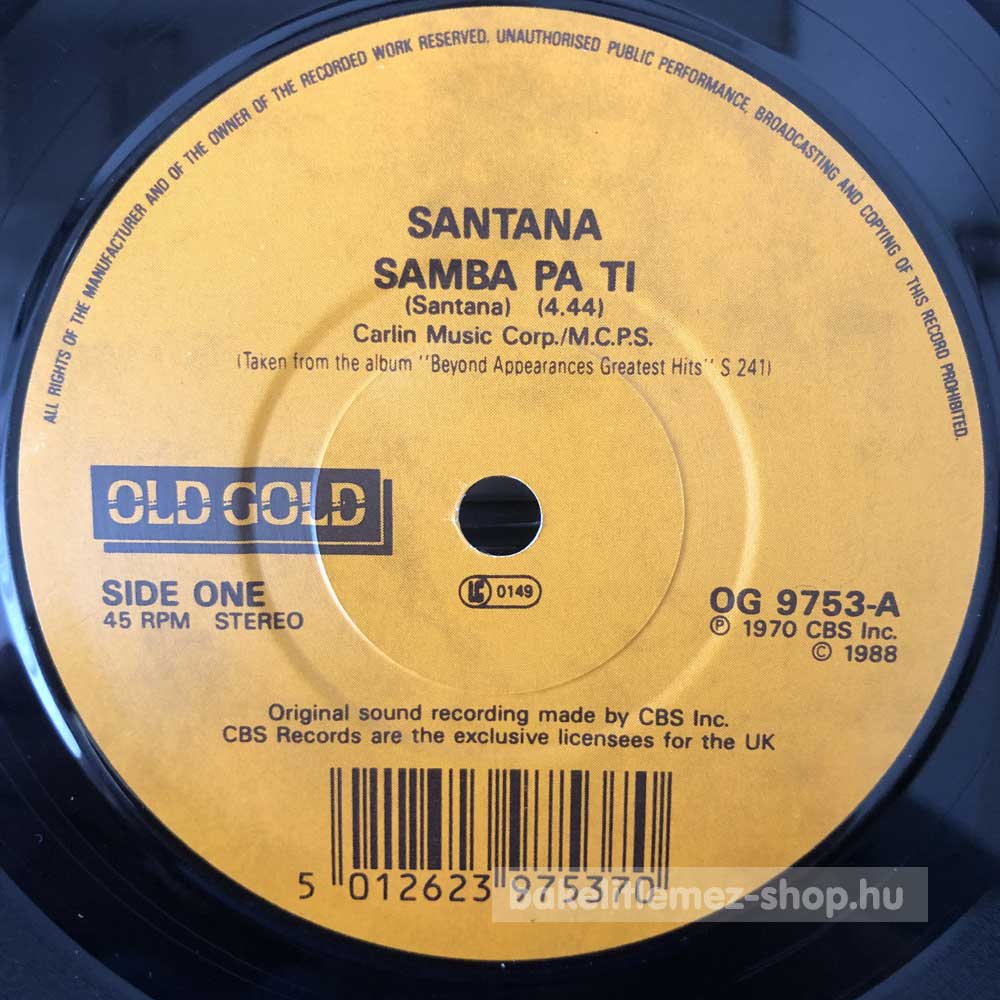 ALL RIGHTS OF THE MANUFACTURER AND OF THE OWNER OF THE RECORDED WORK RESERVED. UNAUTHORISED PUBLIC PERFORMANCE, BROADCASTING AND COPYING OF THIS RECORD PROHIBITED.
SANTANA
SAMBA PA TI
(Santana) (4.44)
Carlin Music Corp./M.C.P.S.
(Taken from the album "Beyond Appearances Greatest Hits" S 241)
OLD GOLD
SIDE ONE
45 RPM STEREO
LC 0149
OG 9753-A
℗ 1970 CBS Inc.
© 1988
Original sound recording made by CBS Inc.
CBS Records are the exclusive licensees for the UK
5 012623 975370
bakelitlemez-shop.hu